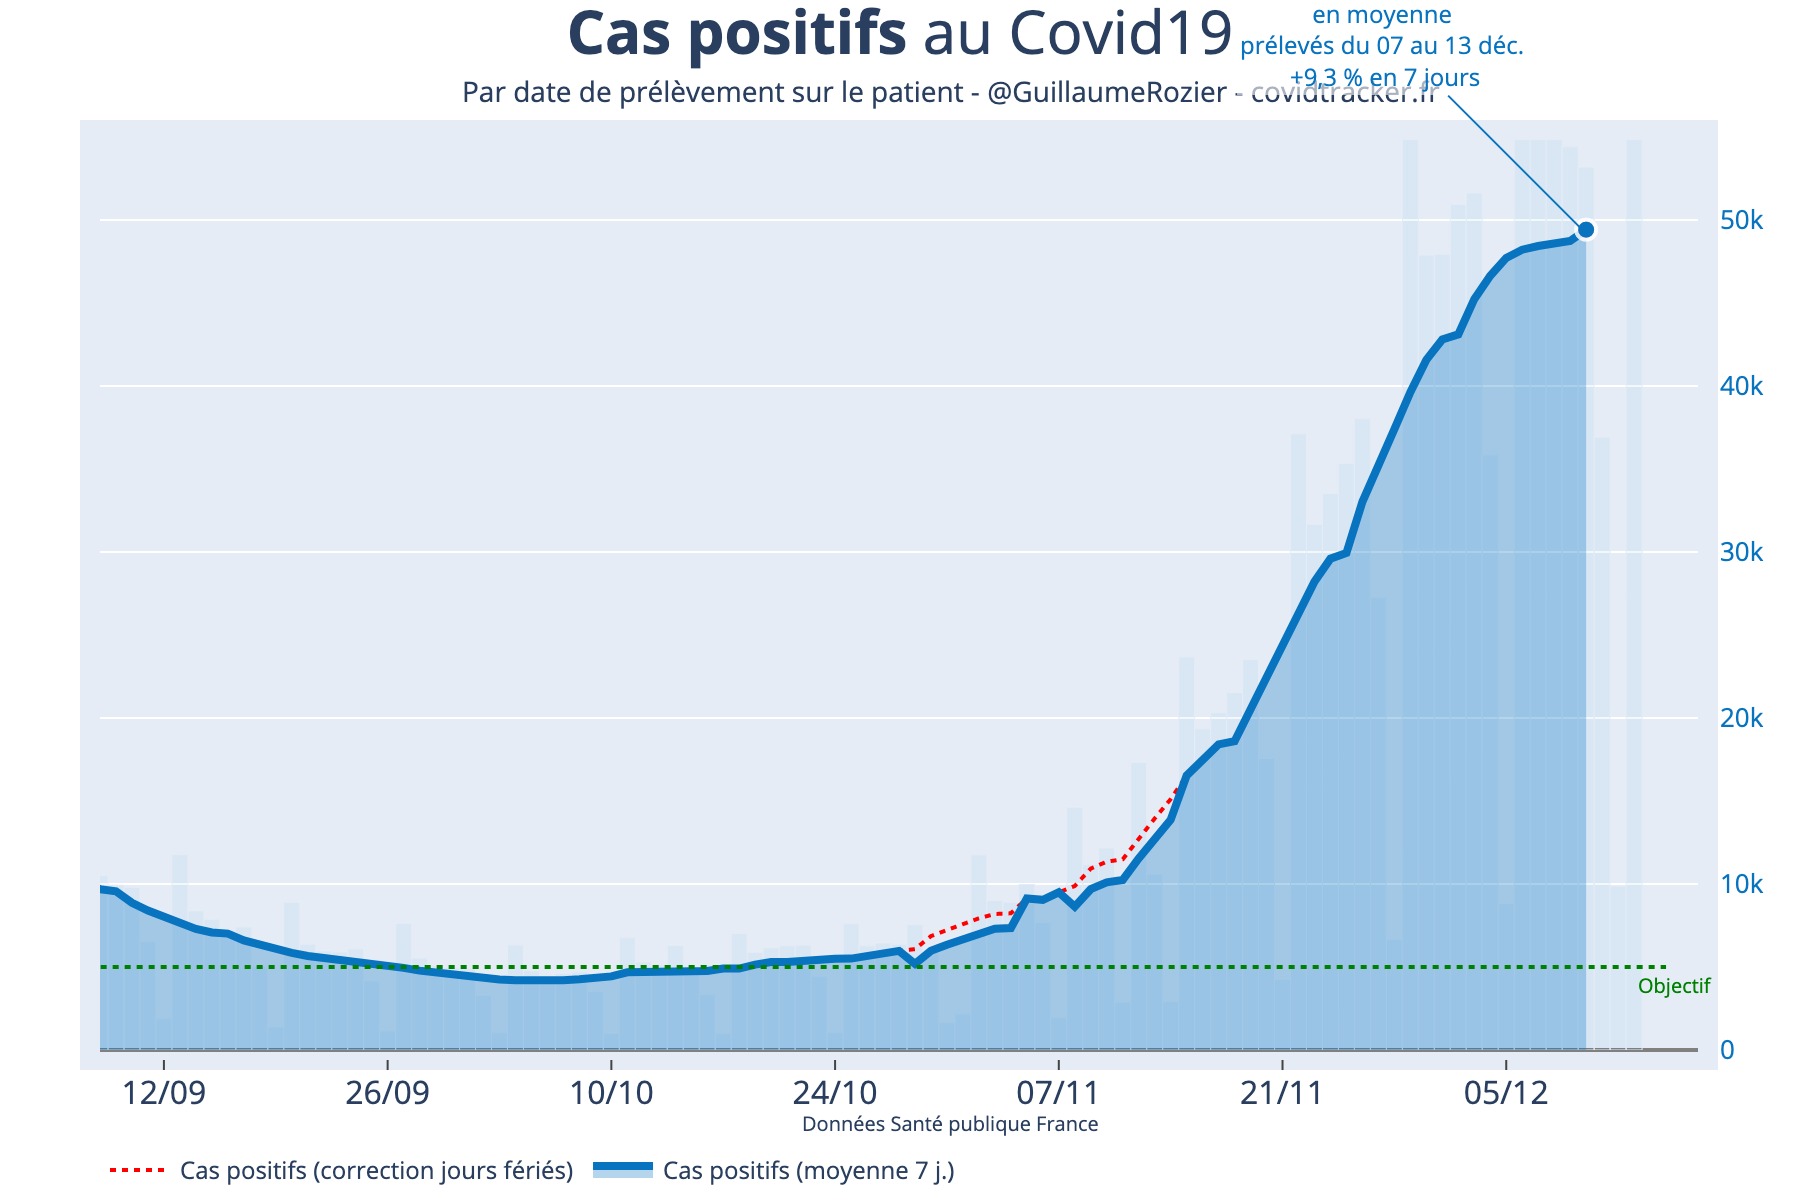 Cas positifs au Covid19
en moyenne
prélevés du 07 au 13 déc.
+9,3 % en 7 jours
Par date de prélèvement sur le patient - @GuillaumeRozier - covidtracker.fr
50k
40k
30k
20k
10k
Objectif
0
12/09 26/09 10/10 24/10 07/11 21/11 05/12
Données Santé publique France
Cas positifs (correction jours fériés) Cas positifs (moyenne 7 j.)